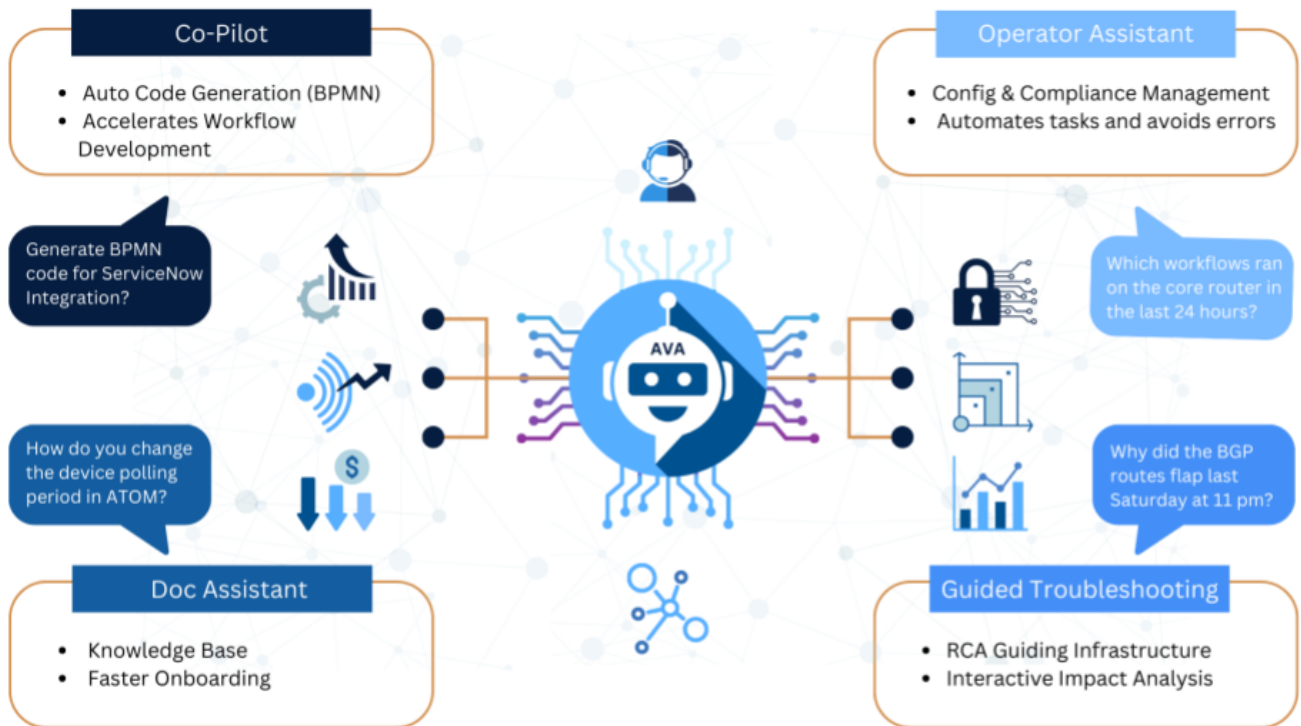 Co-Pilot
• Auto Code Generation (BPMN)
• Accelerates Workflow
Development
Operator Assistant
• Config & Compliance Management
• Automates tasks and avoids errors
Generate BPMN
code for ServiceNow
Integration?
Which workflows ran
on the core router in
the last 24 hours?
AVA
$
How do you change
the device polling
period in ATOM?
Why did the BGP
routes flap last
Saturday at 11 pm?
Doc Assistant
• Knowledge Base
• Faster Onboarding
Guided Troubleshooting
• RCA Guiding Infrastructure
• Interactive Impact Analysis